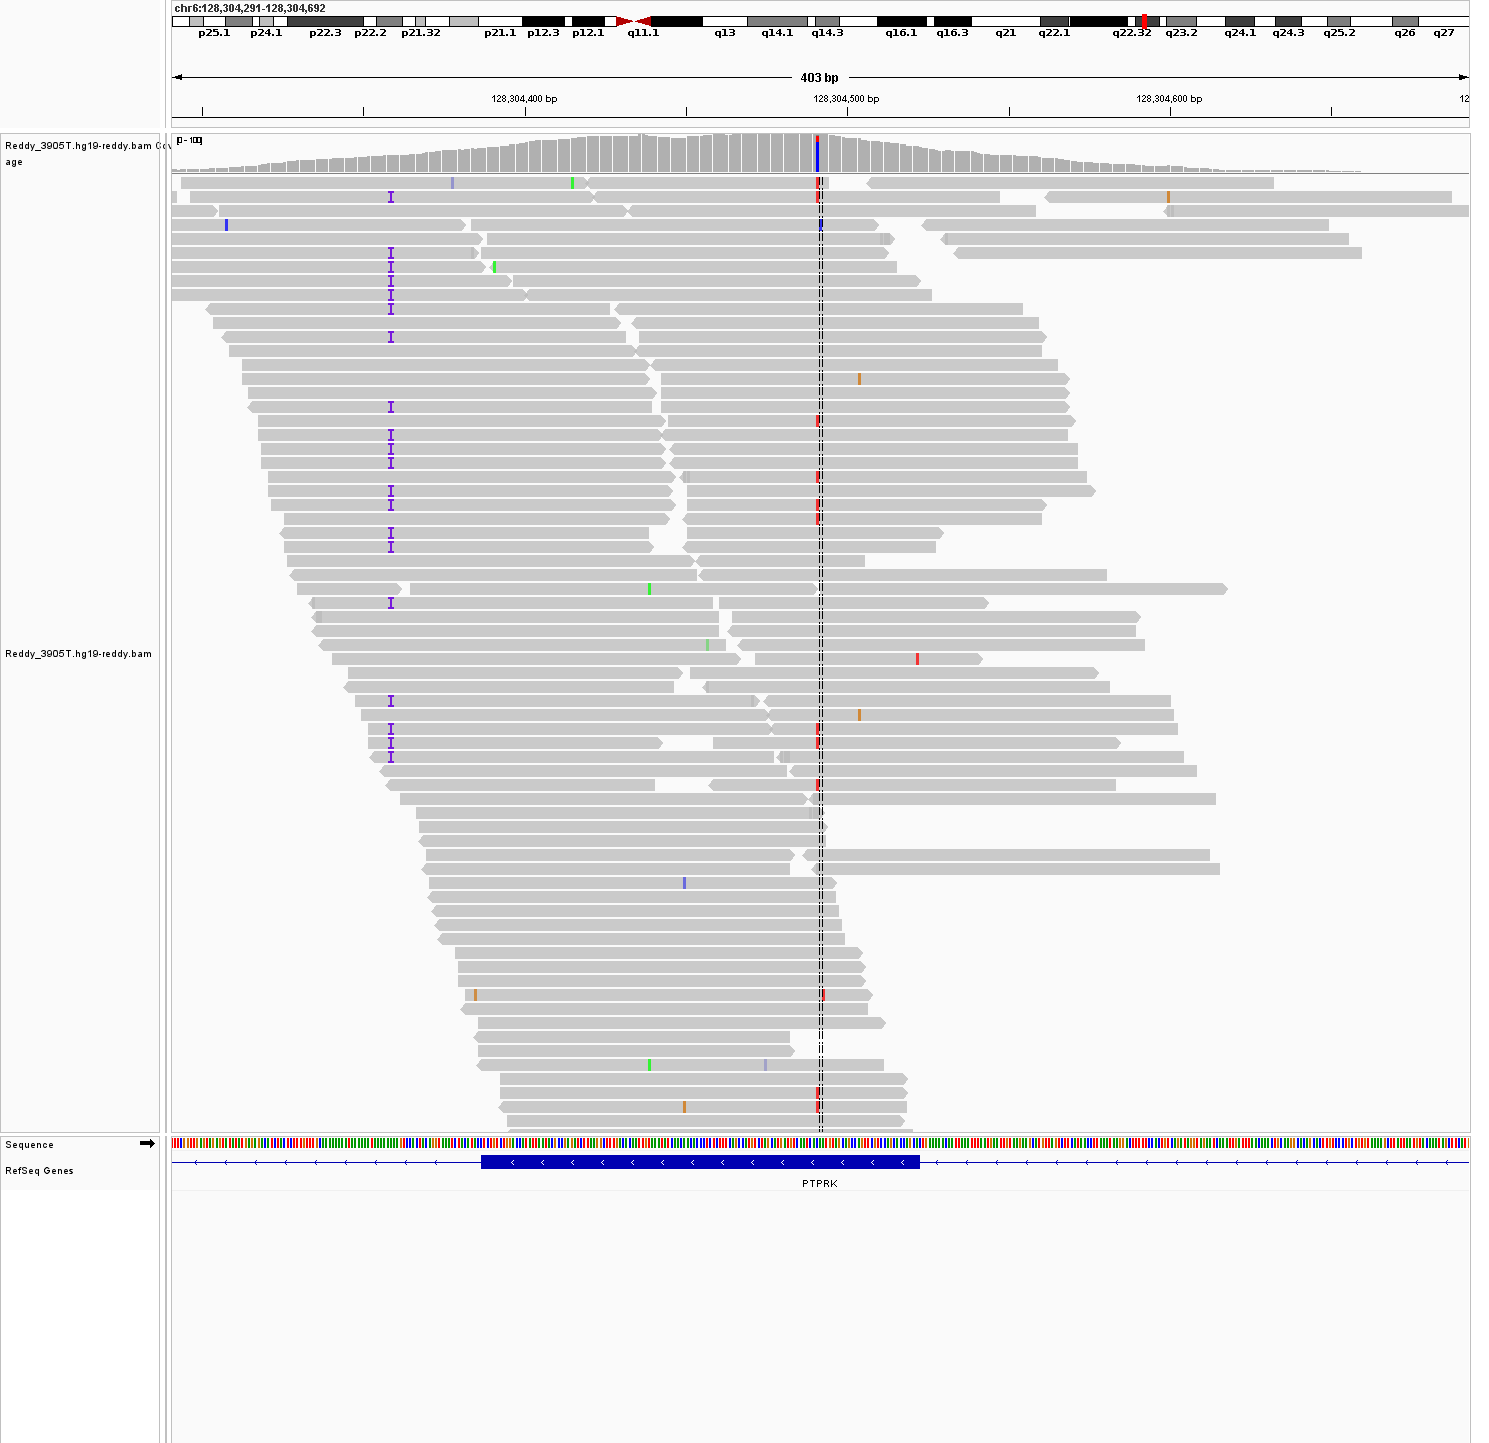 chr6:128,304,291-128,304,692
p25.1 p24.1 p22.3 p22.2 p21.32 p21.1 p12.3 p12.1 q11.1 q13 q14.1 q14.3 q16.1 q16.3 q21 q22.1 q22.32 q23.2 q24.1 q24.3 q25.2 q26 q27
403 bp
128,304,400 bp 128,304,500 bp 128,304,600 bp 12
Reddy_3905T.hg19-reddy.bam Cov
age
[0 - 100]
Reddy_3905T.hg19-reddy.bam
Sequence
RefSeq Genes
PTPRK